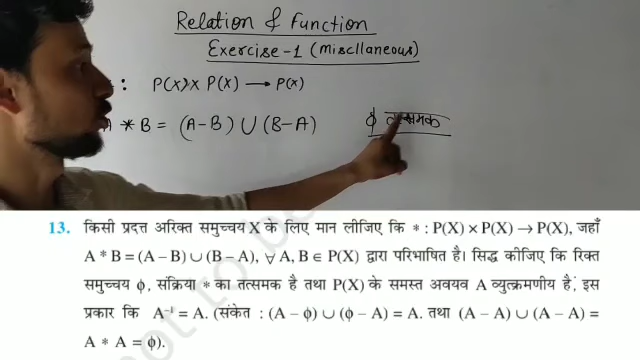 Relation & Function
Exercise-1 (miscllaneous)
: P(X) X P(X) → P(X)
* B = (A-B) ∪ (B-A) ϕ तत्समक
13. किसी प्रदत्त अरिक्त समुच्चय X के लिए मान लीजिए कि * : P(X) × P(X) → P(X), जहाँ
A * B = (A – B) ∪ (B – A), ∀ A, B ∈ P(X) द्वारा परिभाषित है। सिद्ध कीजिए कि रिक्त
समुच्चय ϕ, संक्रिया * का तत्समक है तथा P(X) के समस्त अवयव A व्युत्क्रमणीय हैं, इस
प्रकार कि A⁻¹ = A. (संकेत : (A – ϕ) ∪ (ϕ – A) = A. तथा (A – A) ∪ (A – A) =
A * A = ϕ).